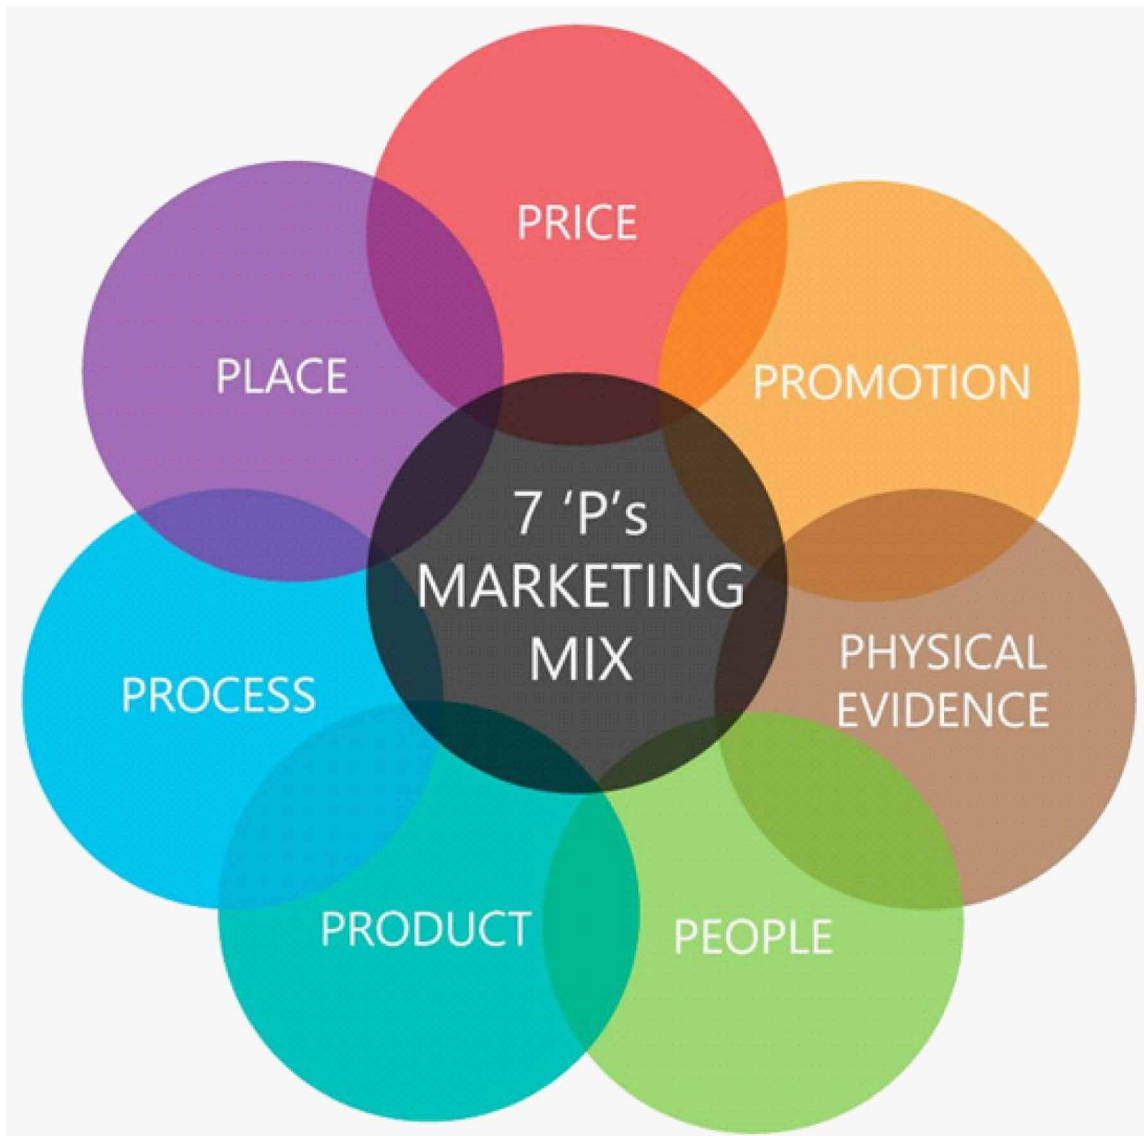 PRICE
PROMOTION
PLACE
7 ‘P’s
MARKETING
MIX
PHYSICAL
EVIDENCE
PROCESS
PRODUCT
PEOPLE